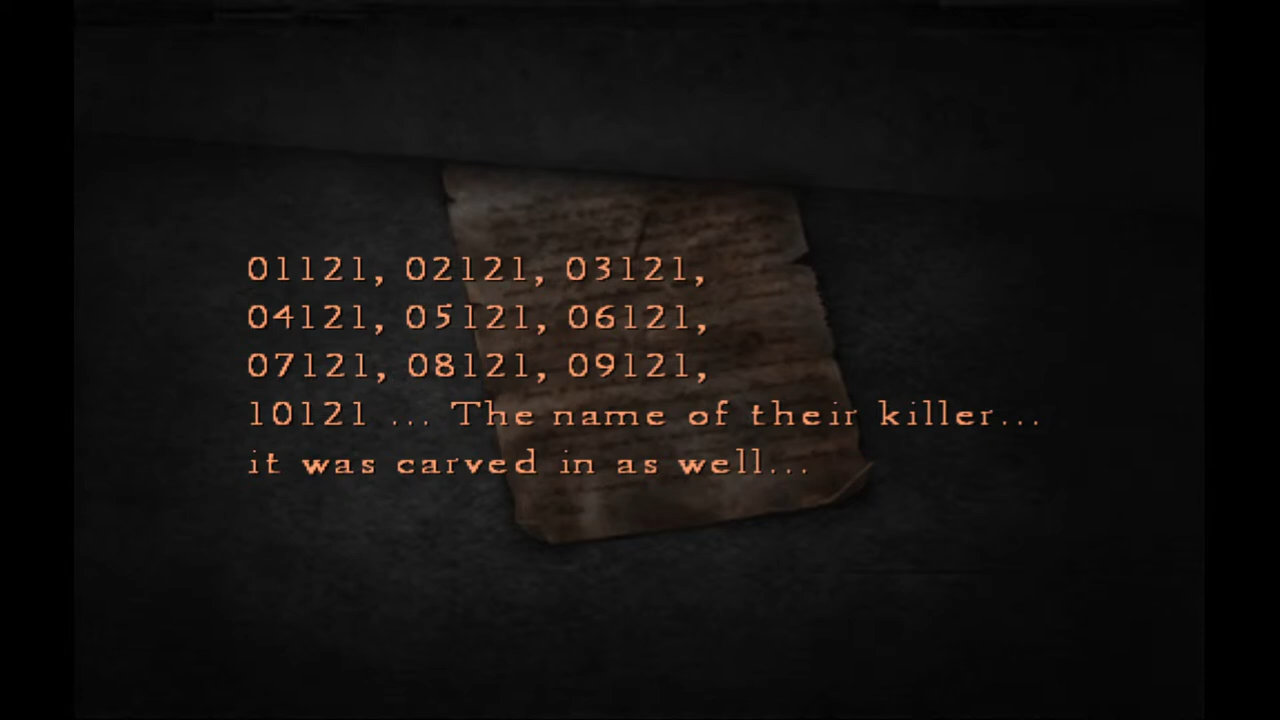 01121, 02121, 03121,
04121, 05121, 06121,
07121, 08121, 09121,
10121 ... The name of their killer...
it was carved in as well...